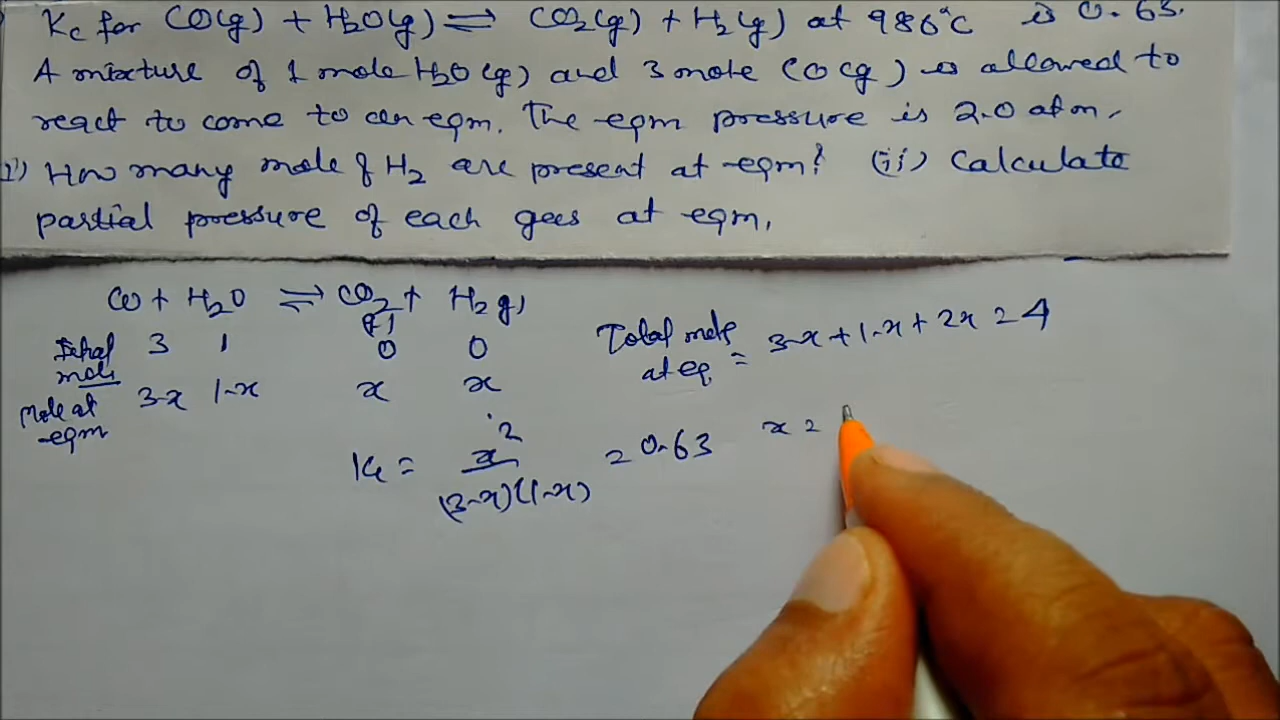 Kc for CO(g) + H2O(g) ⇌ CO2(g) + H2(g) at 986°C is 0.63.
A mixture of 1 mole H2O(g) and 3 mole CO(g) is allowed to
react to come to an eqm. The eqm pressure is 2.0 atm.
i) How many mole of H2 are present at eqm? (ii) Calculate
partial pressure of each gas at eqm.
CO + H2O ⇌ CO2 + H2 g)
(g)
Total mole at eq = 3-x + 1-x + 2x = 4
Initial mole 3 1 0 0
Mole at eqm 3-x 1-x x x
Kc = x² / (3-x)(1-x) = 0.63
x =